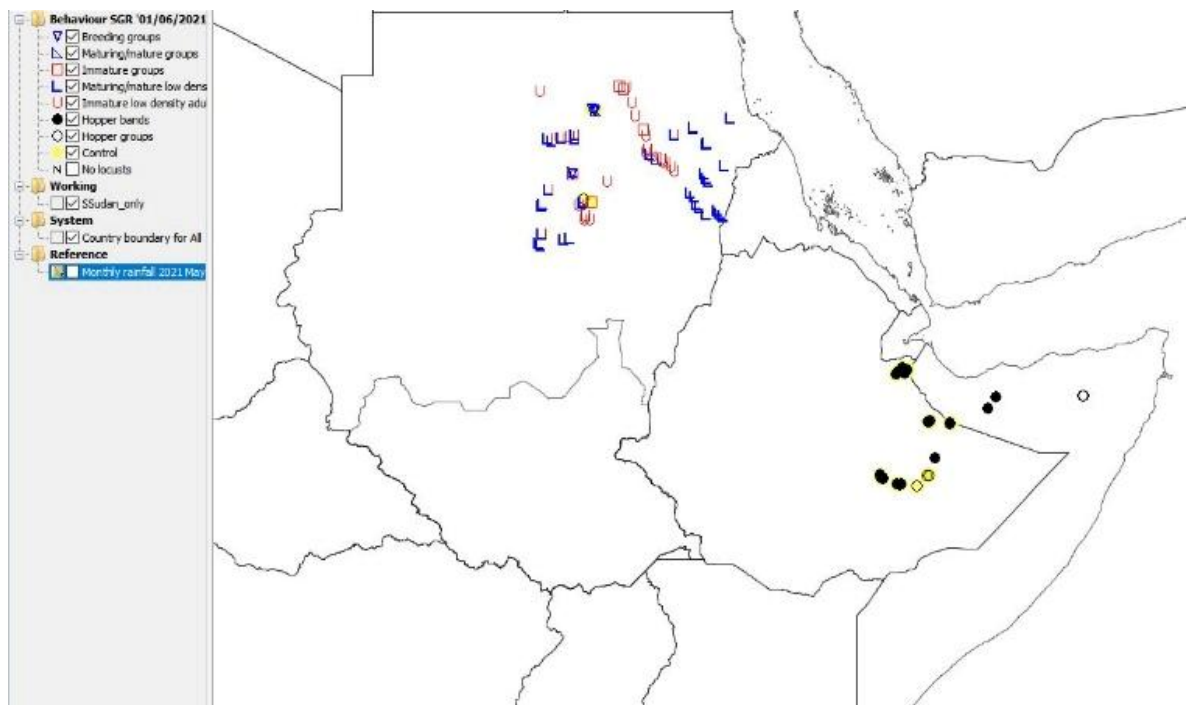 Behaviour SGR '01/06/2021
Breeding groups
Maturing/mature groups
Immature groups
Maturing/mature low dens
Immature low density adu
Hopper bands
Hopper groups
Control
N No locusts
Working
SSudan_only
System
Country boundary for All
Reference
Monthly rainfall 2021 May